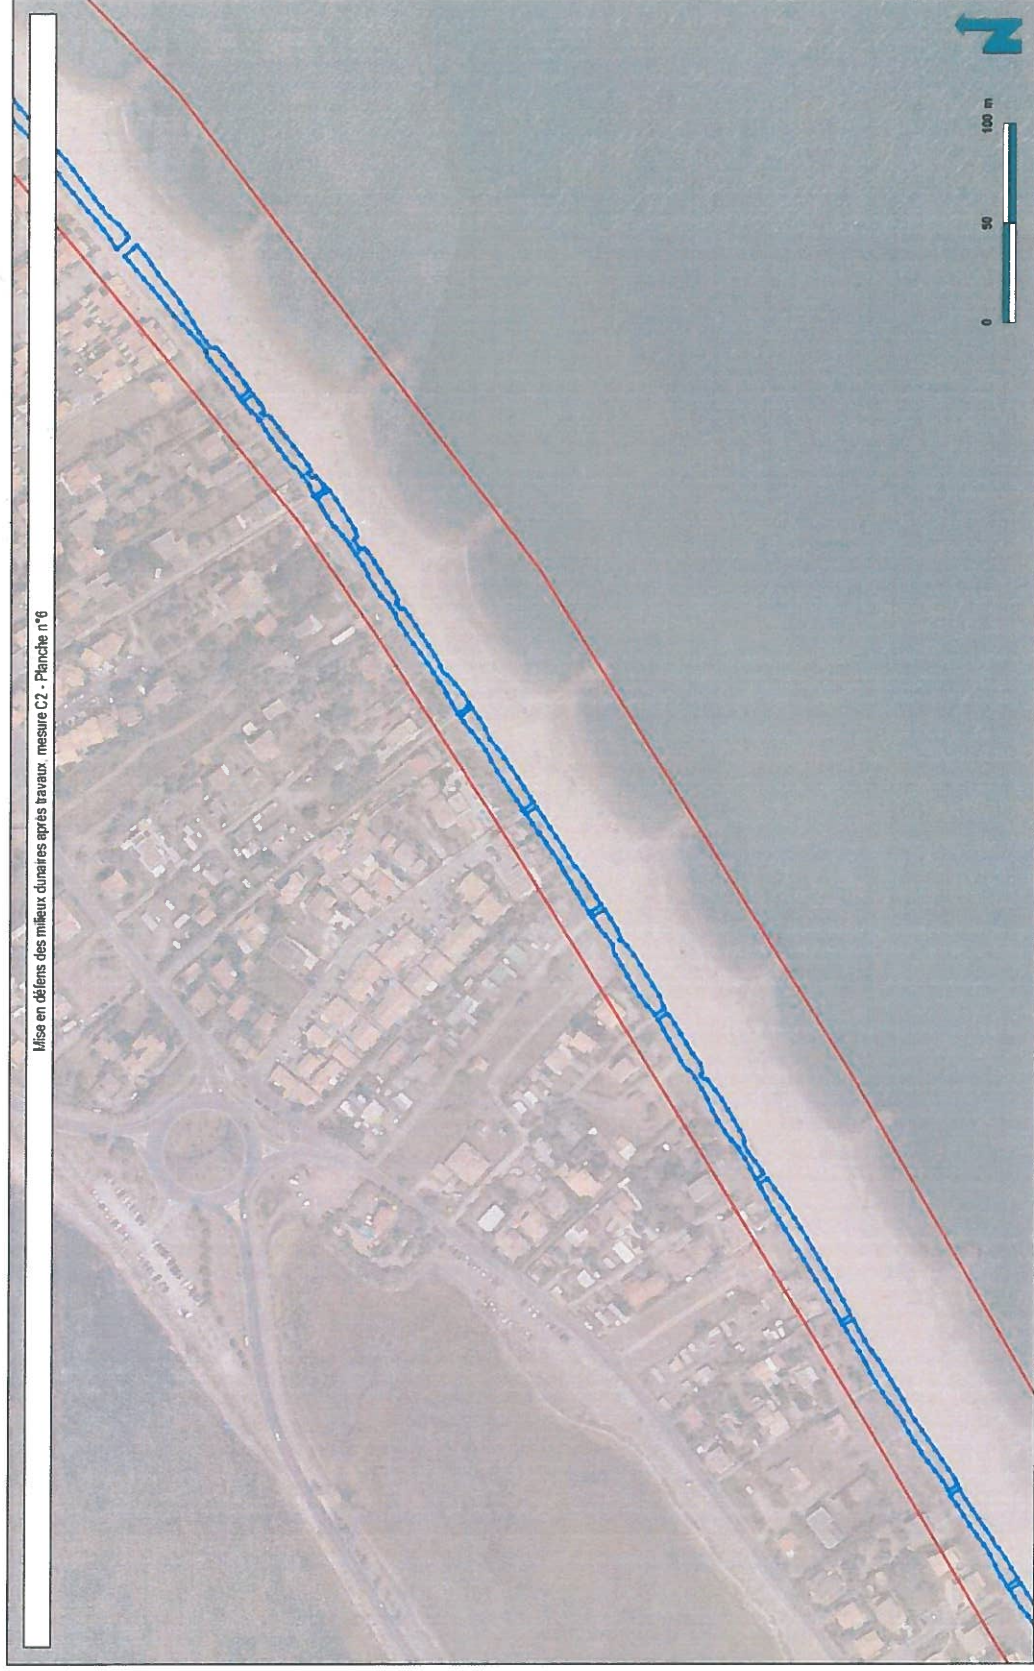 Mise en défens des milieux dunaires après travaux, mesure C2 - Planche n°6
N
0 50 100 m